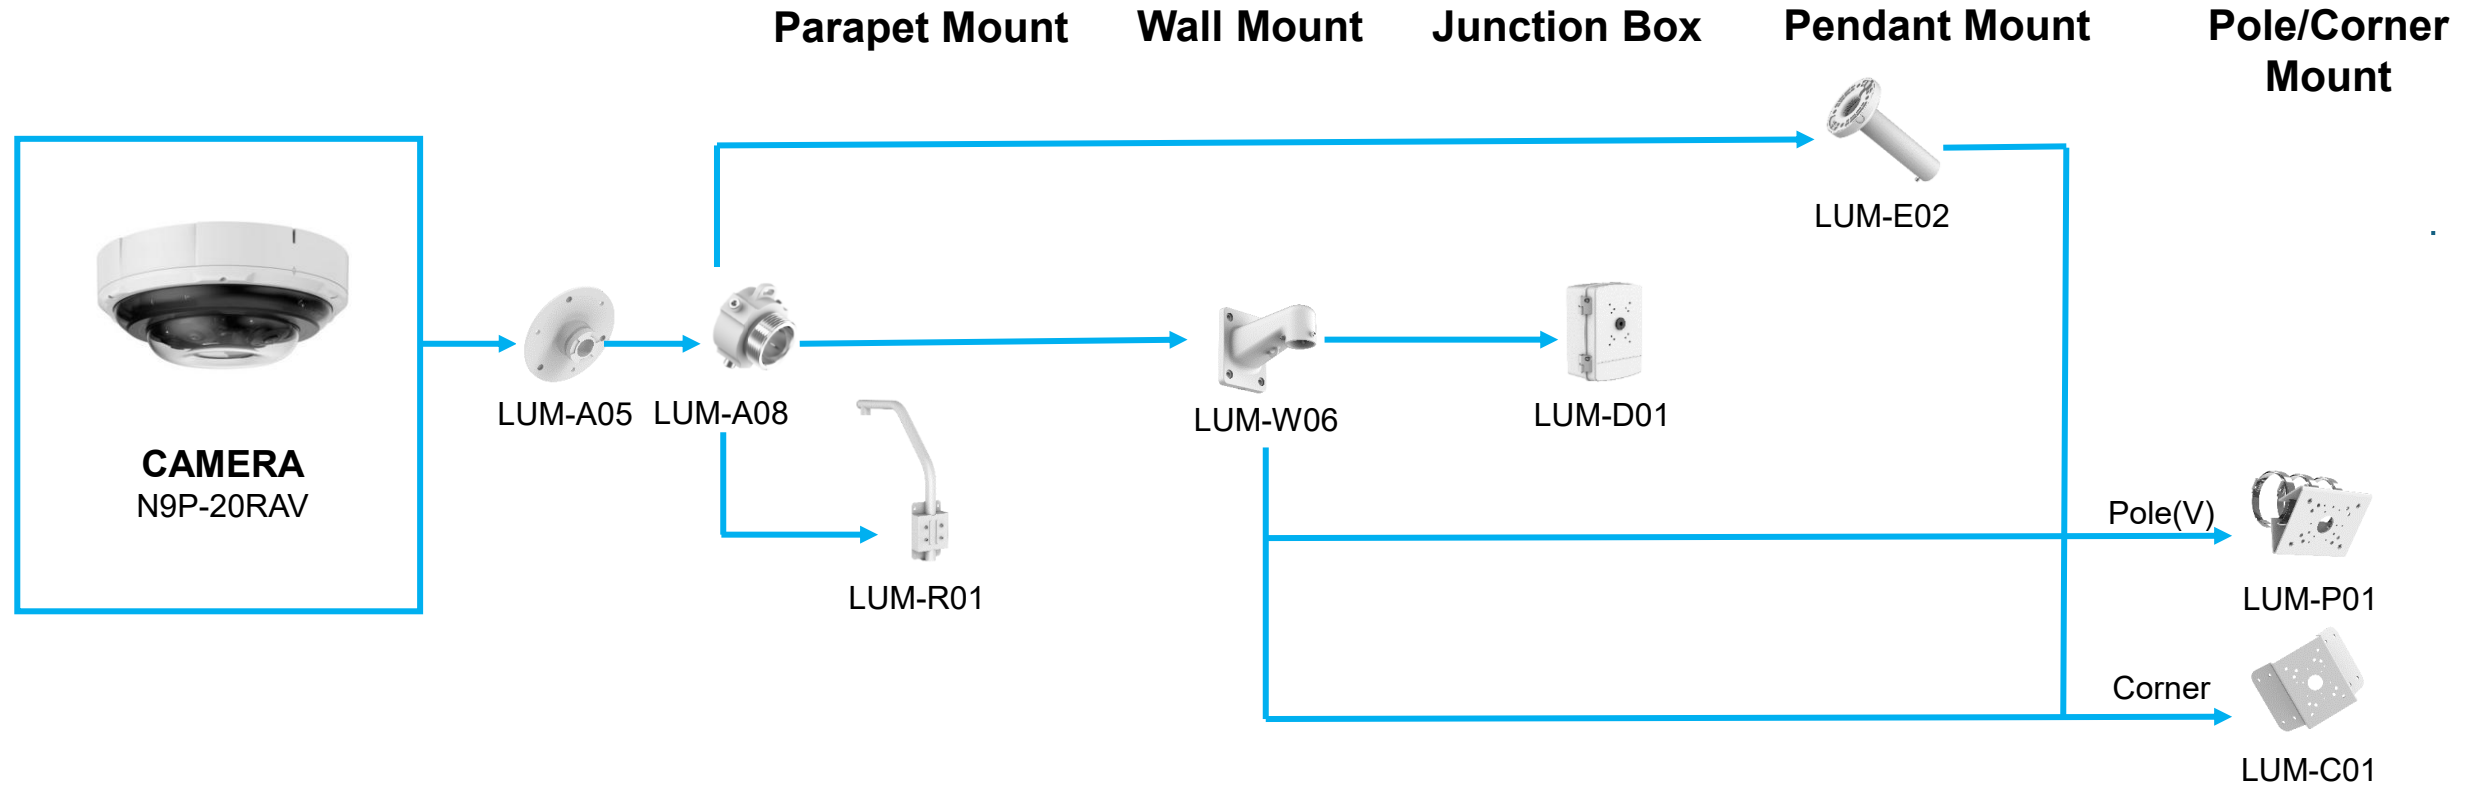 Parapet Mount
Wall Mount
Junction Box
Pendant Mount
Pole/Corner
Mount
LUM-E02
LUM-A05
LUM-A08
LUM-W06
LUM-D01
CAMERA
N9P-20RAV
Pole(V)
LUM-R01
LUM-P01
Corner
LUM-C01